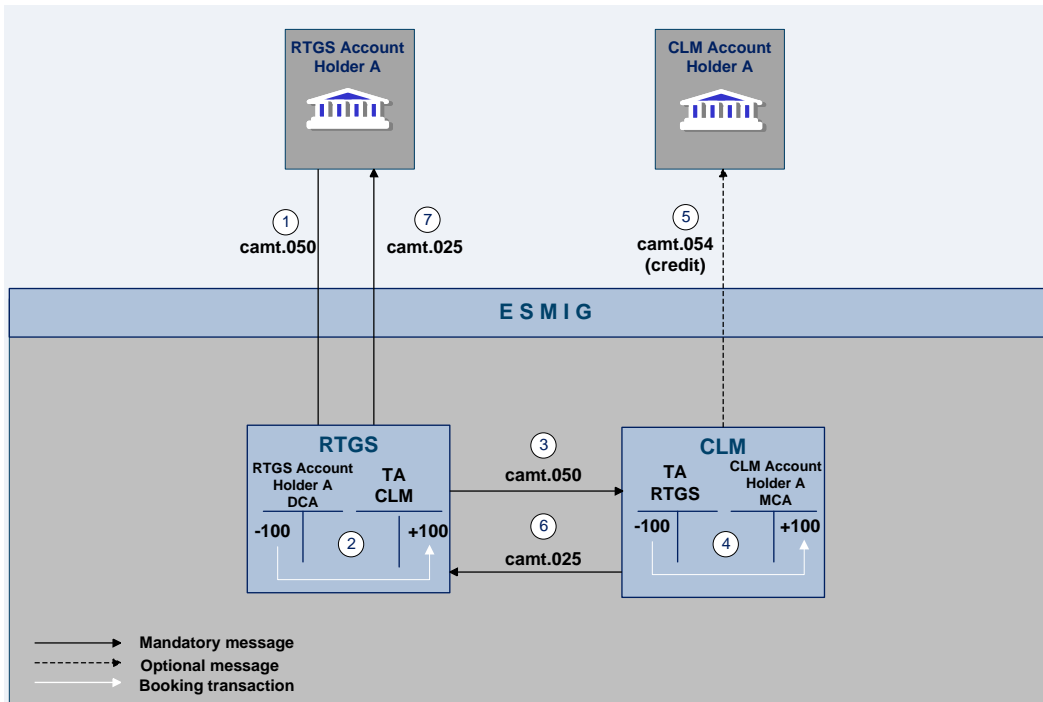 RTGS Account
Holder A
CLM Account
Holder A
1
camt.050
7
camt.025
5
camt.054
(credit)
E S M I G
RTGS
RTGS Account
Holder A
DCA
TA
CLM
-100
+100
2
3
camt.050
6
camt.025
CLM
TA
RTGS
CLM Account
Holder A
MCA
-100
+100
4
Mandatory message
Optional message
Booking transaction